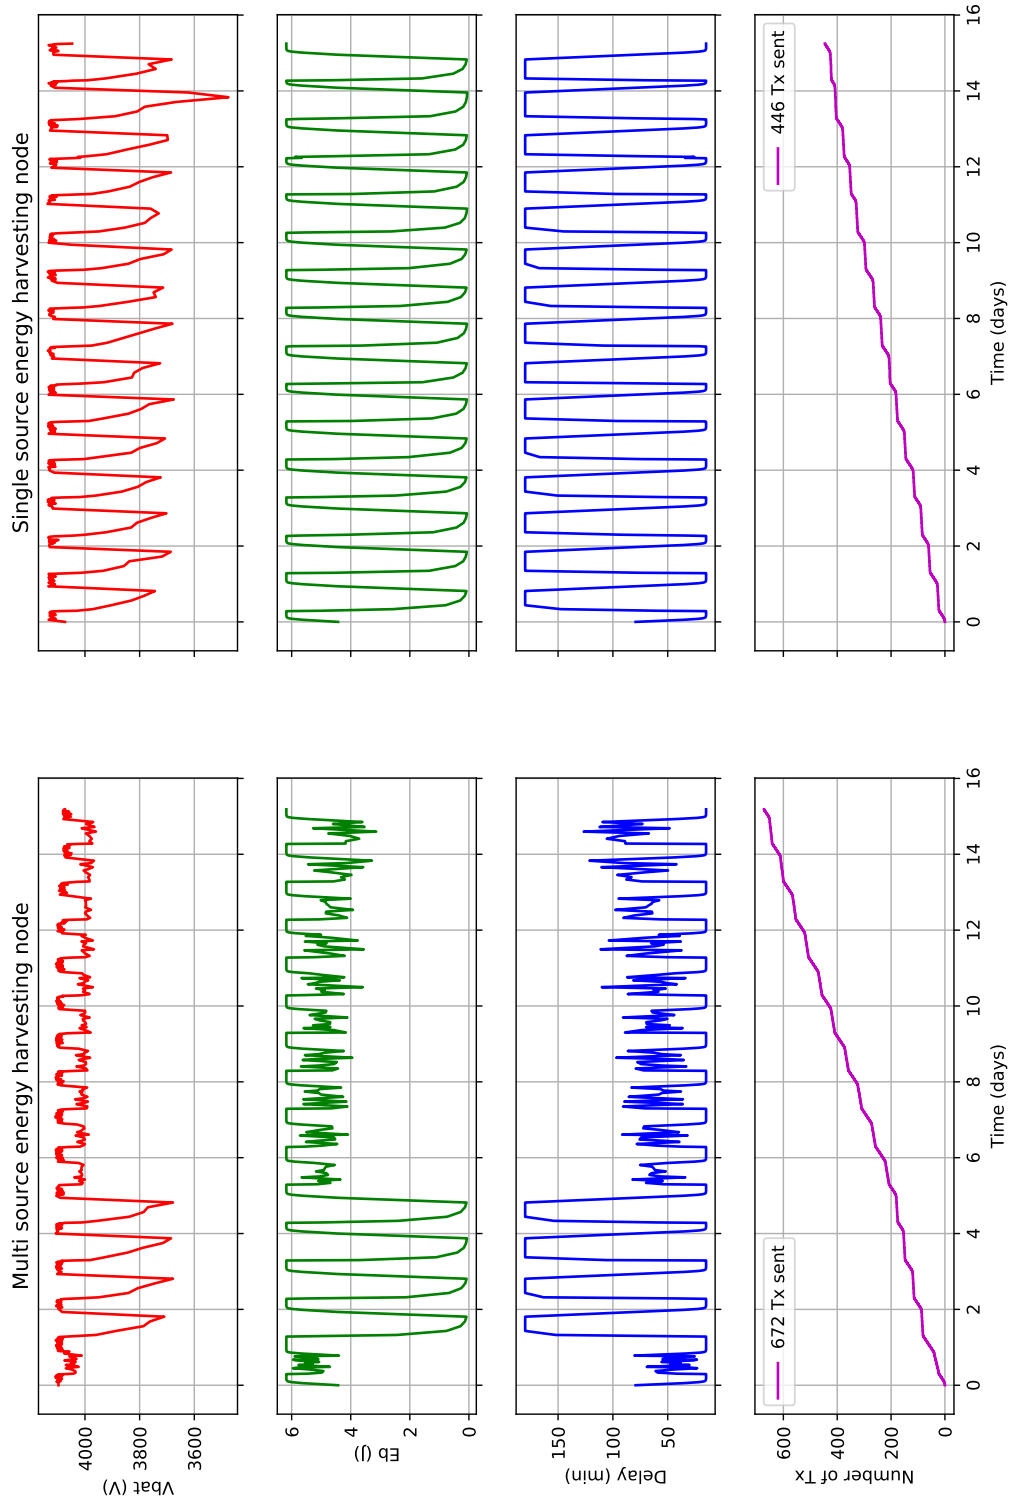 Multi source energy harvesting node
Single source energy harvesting node
Vbat (V)
4000
3800
3600
Eb (J)
6
4
2
0
Delay (min)
150
100
50
Number of Tx
600
400
200
0
672 Tx sent
446 Tx sent
0 2 4 6 8 10 12 14 16
Time (days)
0 2 4 6 8 10 12 14 16
Time (days)